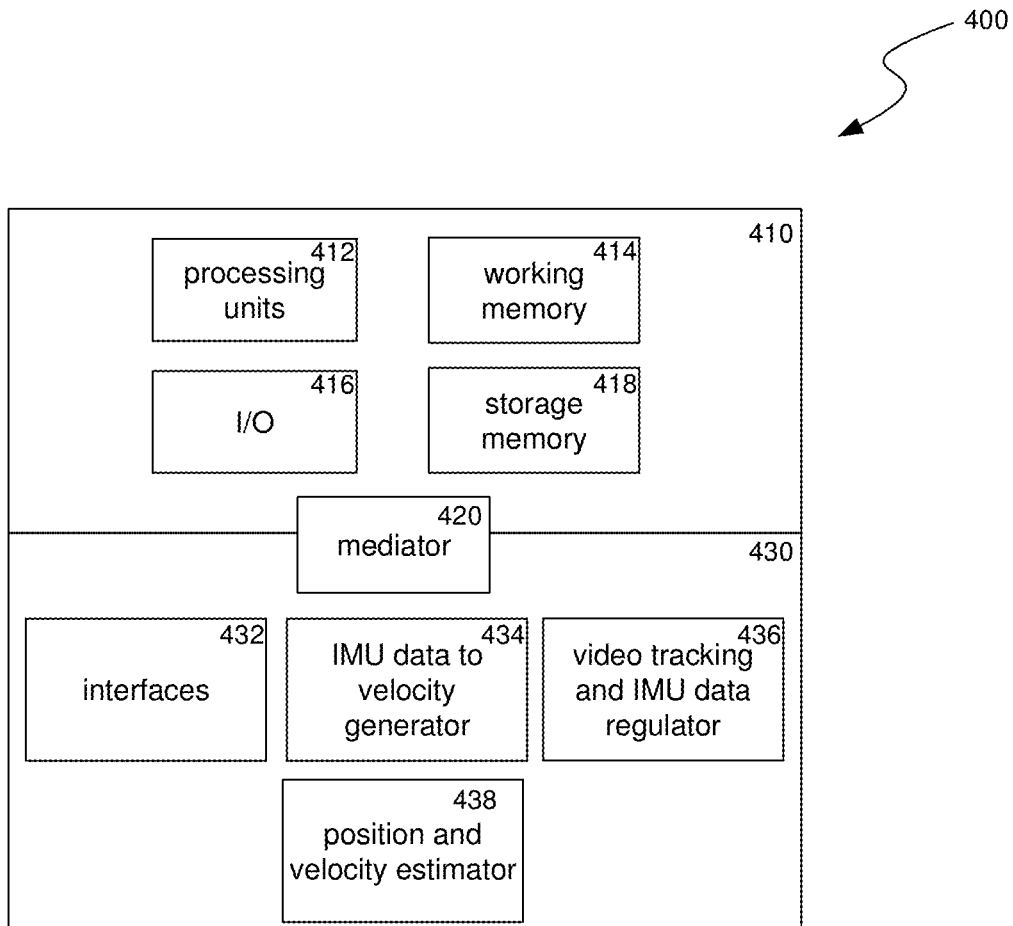 400
410
412
processing
units
414
working
memory
416
I/O
418
storage
memory
420
mediator
430
432
interfaces
434
IMU data to
velocity
generator
436
video tracking
and IMU data
regulator
438
position and
velocity estimator